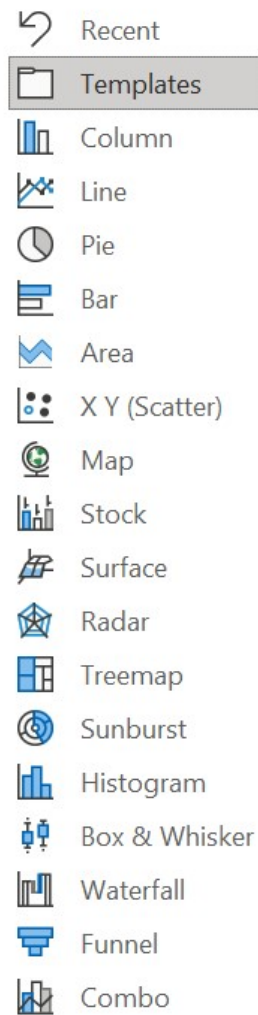 Recent
Templates
Column
Line
Pie
Bar
Area
X Y (Scatter)
Map
Stock
Surface
Radar
Treemap
Sunburst
Histogram
Box & Whisker
Waterfall
Funnel
Combo